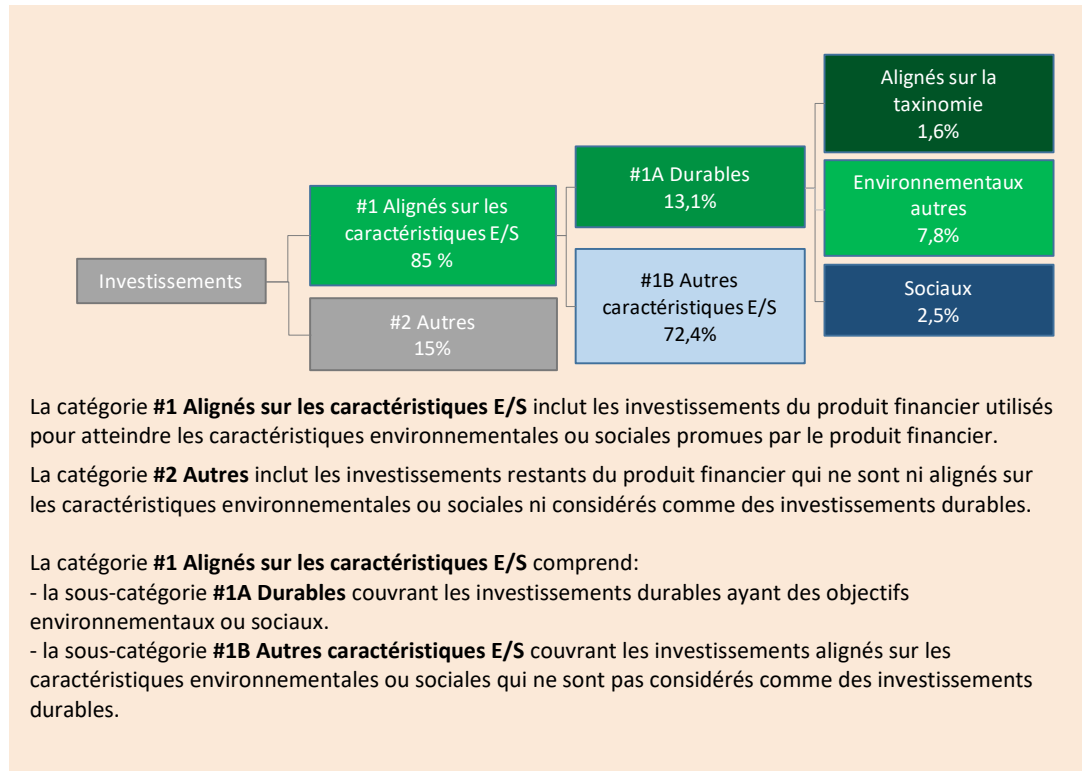 Investissements
#1 Alignés sur les
caractéristiques E/S
85 %
#2 Autres
15%
#1A Durables
13,1%
#1B Autres
caractéristiques E/S
72,4%
Alignés sur la
taxinomie
1,6%
Environnementaux
autres
7,8%
Sociaux
2,5%
La catégorie #1 Alignés sur les caractéristiques E/S inclut les investissements du produit financier utilisés
pour atteindre les caractéristiques environnementales ou sociales promues par le produit financier.
La catégorie #2 Autres inclut les investissements restants du produit financier qui ne sont ni alignés sur
les caractéristiques environnementales ou sociales ni considérés comme des investissements durables.
La catégorie #1 Alignés sur les caractéristiques E/S comprend:
- la sous-catégorie #1A Durables couvrant les investissements durables ayant des objectifs
environnementaux ou sociaux.
- la sous-catégorie #1B Autres caractéristiques E/S couvrant les investissements alignés sur les
caractéristiques environnementales ou sociales qui ne sont pas considérés comme des investissements
durables.